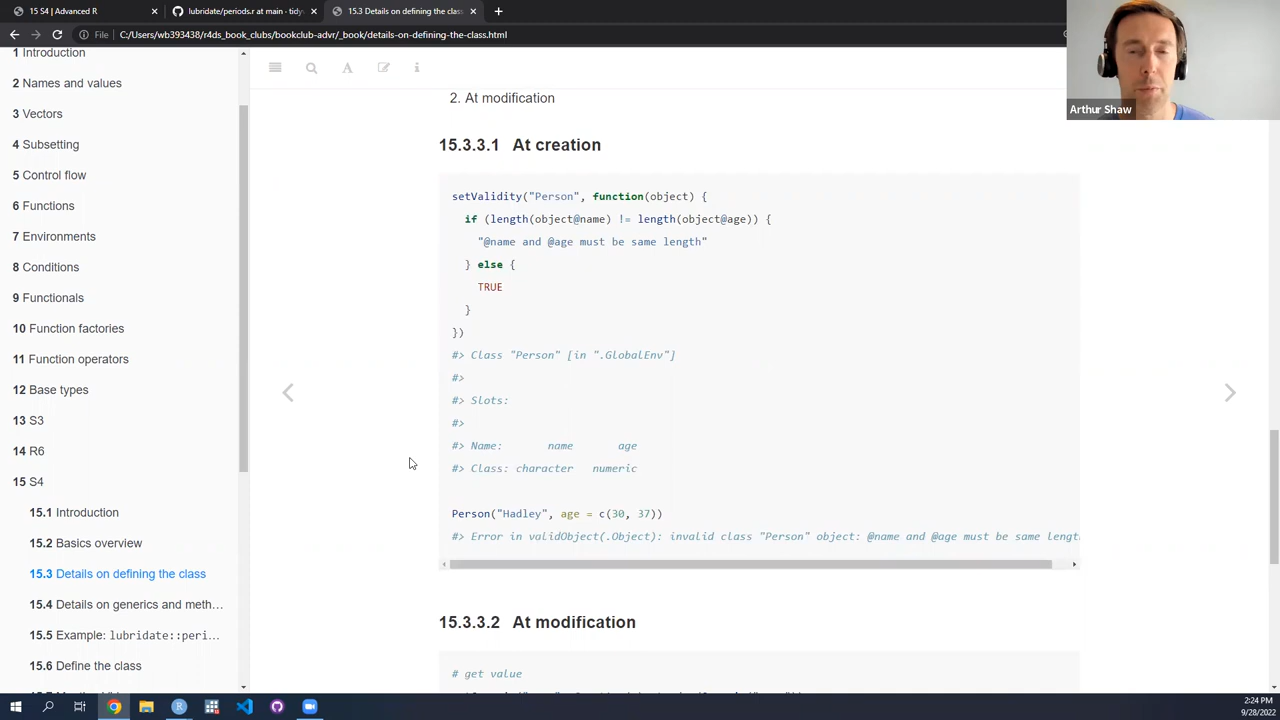 15 S4 | Advanced R
lubridate/periods.r at main · tidy
15.3 Details on defining the class
File | C:/Users/wb393438/r4ds_book_clubs/bookclub-advr/_book/details-on-defining-the-class.html
Arthur Shaw
1 Introduction
2 Names and values
3 Vectors
4 Subsetting
5 Control flow
6 Functions
7 Environments
8 Conditions
9 Functionals
10 Function factories
11 Function operators
12 Base types
13 S3
14 R6
15 S4
15.1 Introduction
15.2 Basics overview
15.3 Details on defining the class
15.4 Details on generics and meth...
15.5 Example: lubridate::peri...
15.6 Define the class
2. At modification
15.3.3.1 At creation
setValidity("Person", function(object) {
if (length(object@name) != length(object@age)) {
"@name and @age must be same length"
} else {
TRUE
}
})
#> Class "Person" [in ".GlobalEnv"]
#>
#> Slots:
#>
#> Name: name age
#> Class: character numeric
Person("Hadley", age = c(30, 37))
#> Error in validObject(.Object): invalid class "Person" object: @name and @age must be same lengt
15.3.3.2 At modification
# get value
2:24 PM
9/28/2022